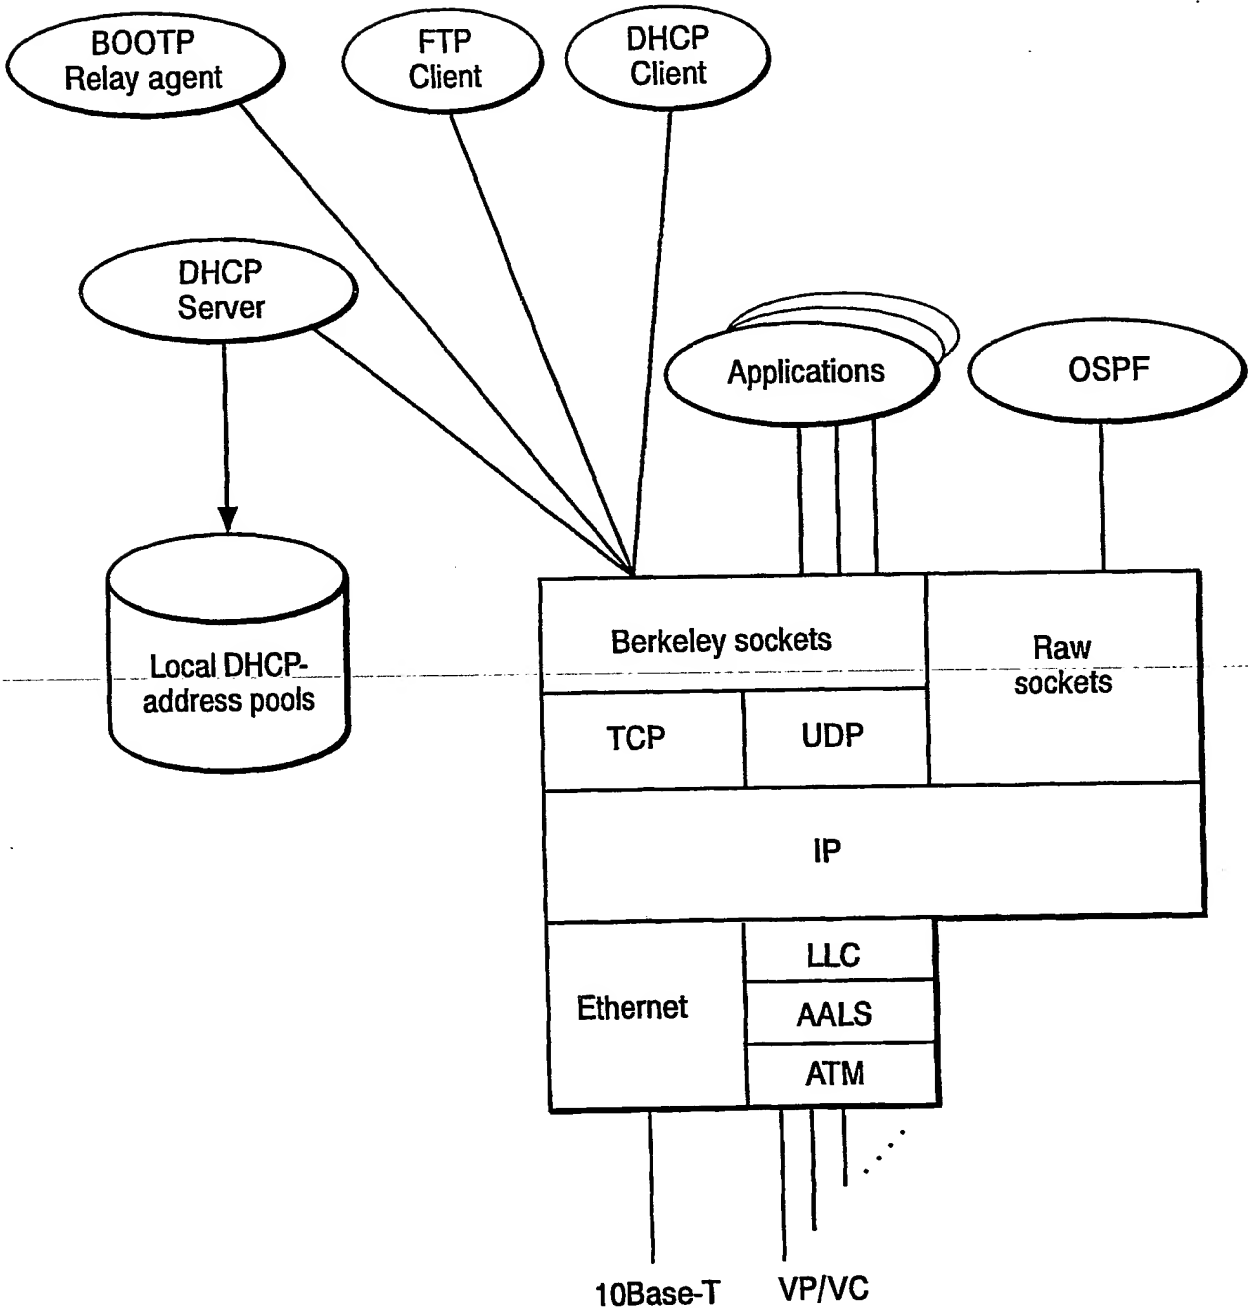 BOOTP
Relay agent
FTP
Client
DHCP
Client
DHCP
Server
Applications
OSPF
Local DHCP-
address pools
Berkeley sockets
Raw
sockets
TCP
UDP
IP
Ethernet
LLC
AALS
ATM
10Base-T
VP/VC